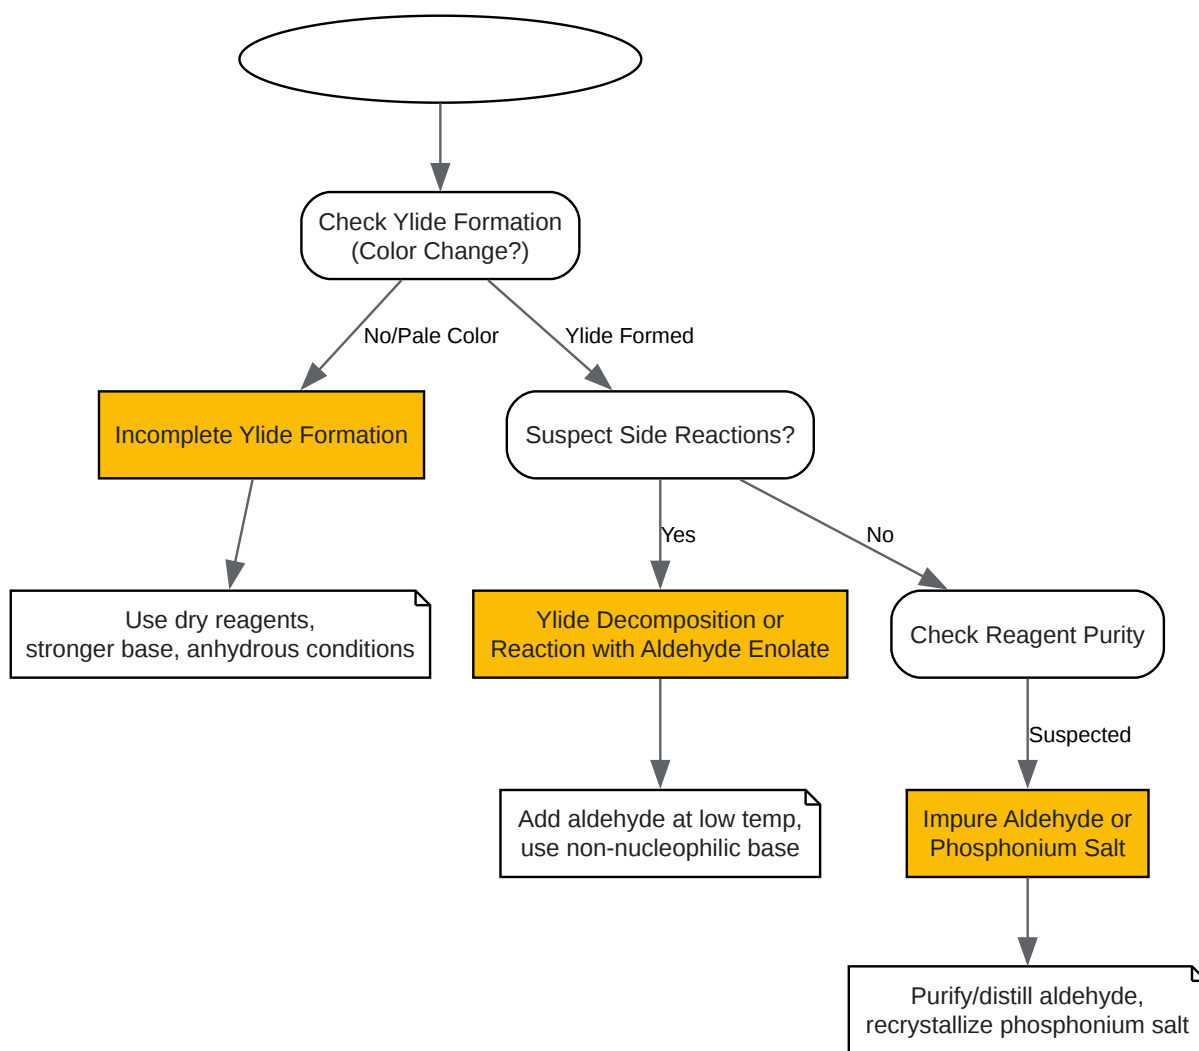 Check Ylide Formation
(Color Change?)
No/Pale Color
Ylide Formed
Incomplete Ylide Formation
Suspect Side Reactions?
Yes
No
Use dry reagents,
stronger base, anhydrous conditions
Ylide Decomposition or
Reaction with Aldehyde Enolate
Check Reagent Purity
Suspected
Add aldehyde at low temp,
use non-nucleophilic base
Impure Aldehyde or
Phosphonium Salt
Purify/distill aldehyde,
recrystallize phosphonium salt